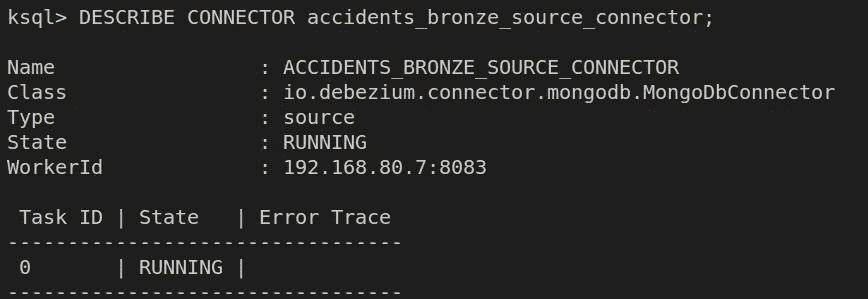 ksql> DESCRIBE CONNECTOR accidents_bronze_source_connector;
Name                 : ACCIDENTS_BRONZE_SOURCE_CONNECTOR
Class                : io.debezium.connector.mongodb.MongoDbConnector
Type                 : source
State                : RUNNING
WorkerId             : 192.168.80.7:8083
 Task ID | State   | Error Trace
---------------------------------
 0       | RUNNING |
---------------------------------